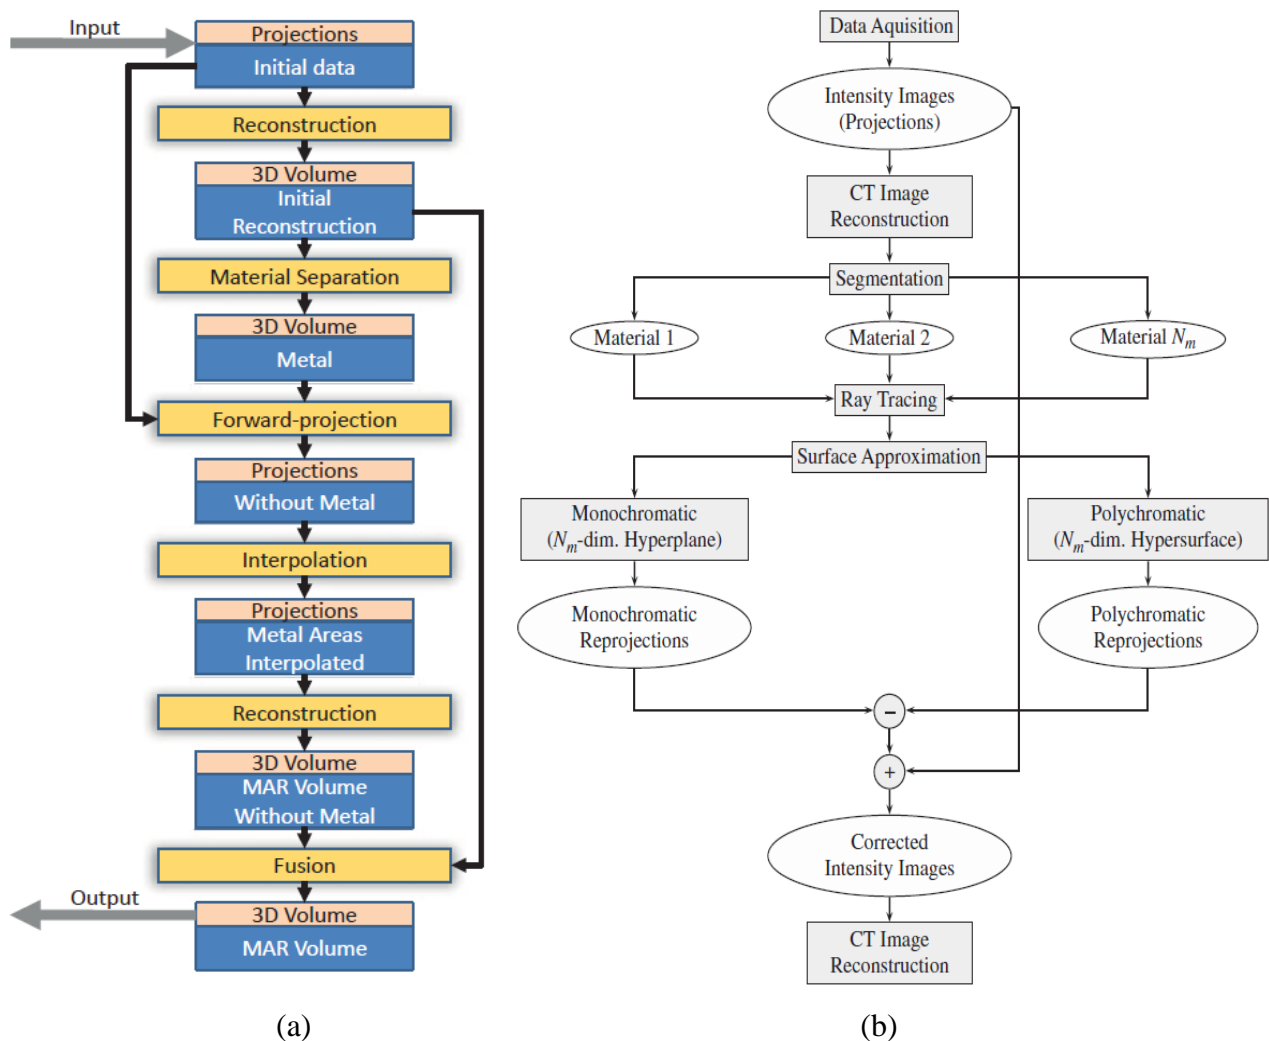 Input
Projections
Initial data
Reconstruction
3D Volume
Initial
Reconstruction
Material Separation
3D Volume
Metal
Forward-projection
Projections
Without Metal
Interpolation
Projections
Metal Areas
Interpolated
Reconstruction
3D Volume
MAR Volume
Without Metal
Fusion
Output
3D Volume
MAR Volume
(a)
Data Aquisition
Intensity Images
(Projections)
CT Image
Reconstruction
Segmentation
Material 1
Material 2
Material Nm
Ray Tracing
Surface Approximation
Monochromatic
(Nm-dim. Hyperplane)
Polychromatic
(Nm-dim. Hypersurface)
Monochromatic
Reprojections
Polychromatic
Reprojections
−
+
Corrected
Intensity Images
CT Image
Reconstruction
(b)